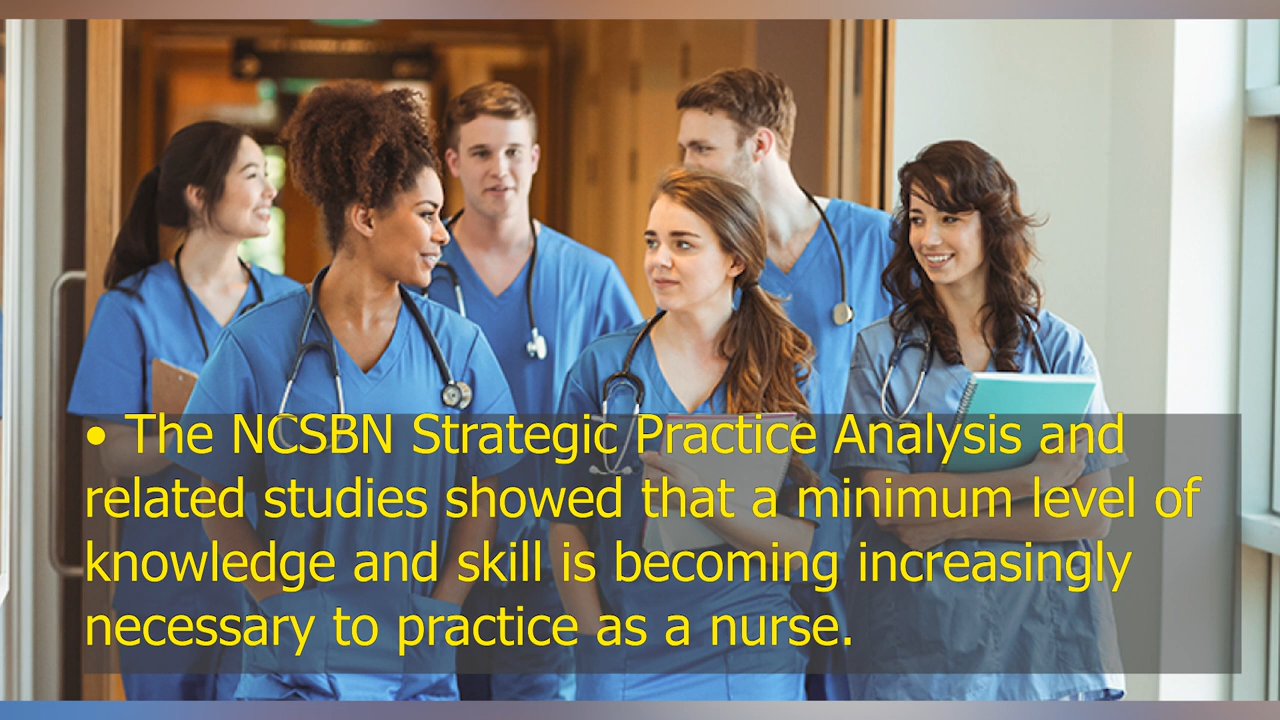 • The NCSBN Strategic Practice Analysis and
related studies showed that a minimum level of
knowledge and skill is becoming increasingly
necessary to practice as a nurse.